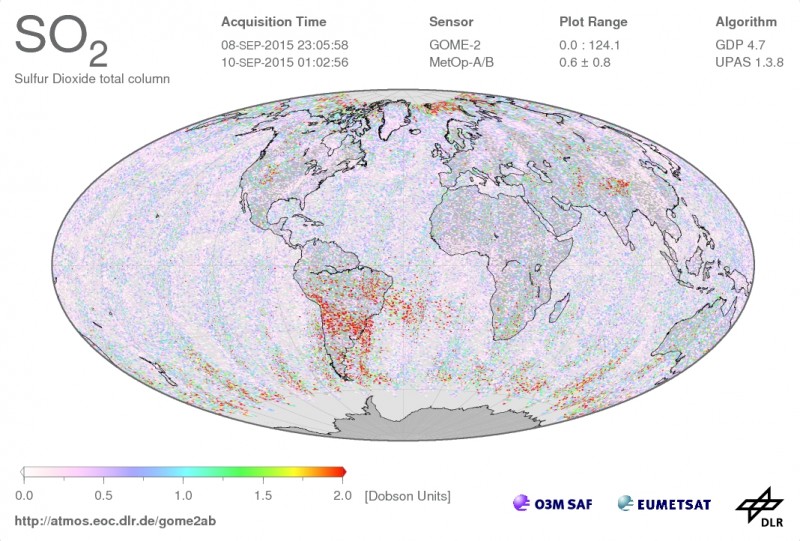 SO2
Sulfur Dioxide total column
Acquisition Time
08-SEP-2015 23:05:58
10-SEP-2015 01:02:56
Sensor
GOME-2
MetOp-A/B
Plot Range
0.0 : 124.1
0.6 ± 0.8
Algorithm
GDP 4.7
UPAS 1.3.8
0.0 0.5 1.0 1.5 2.0 [Dobson Units]
http://atmos.eoc.dlr.de/gome2ab
O3M SAF
EUMETSAT
DLR